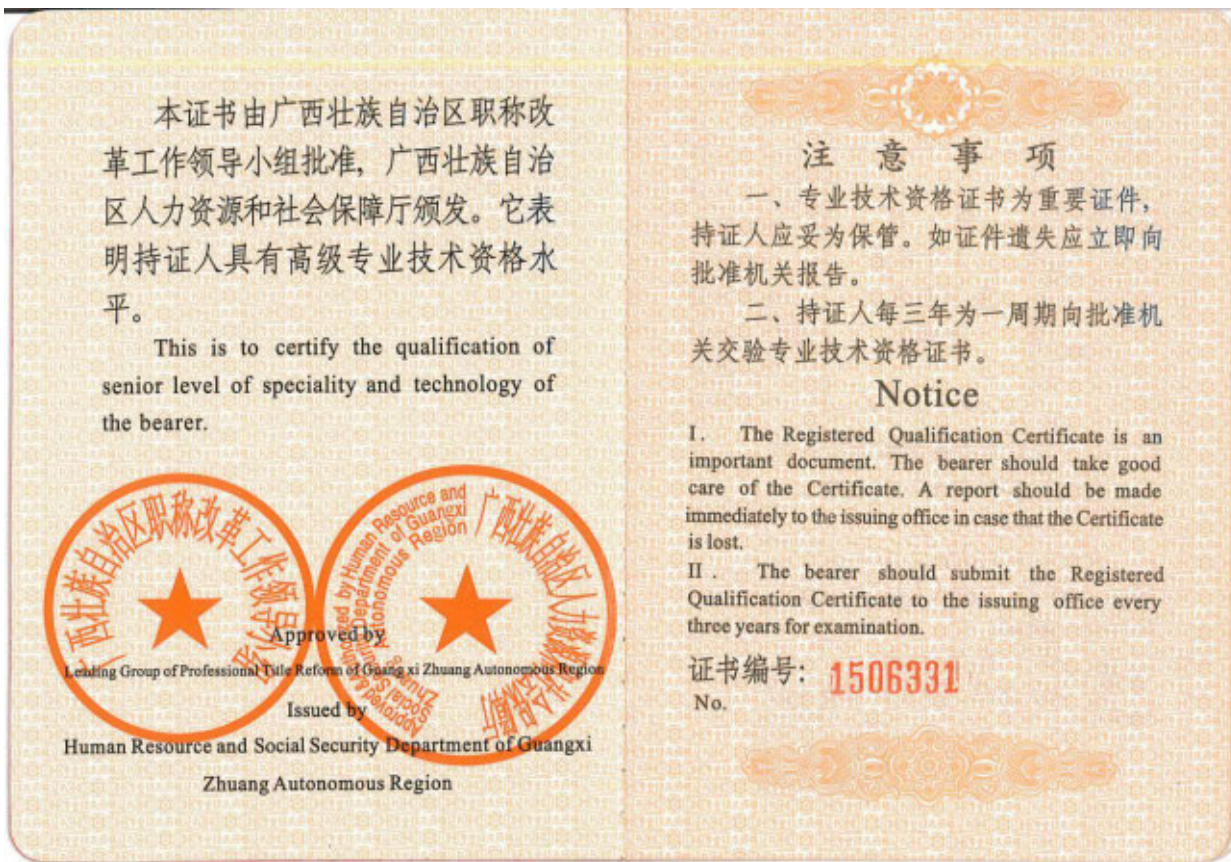 本证书由广西壮族自治区职称改
革工作领导小组批准，广西壮族自治
区人力资源和社会保障厅颁发。它表
明持证人具有高级专业技术资格水
平。
This is to certify the qualification of
senior level of speciality and technology of
the bearer.
广西壮族自治区职称改革工作领导小组
广西壮族自治区人力资源和社会保障厅
Approved by
Lending Group of Professional Title Reform of Guang xi Zhuang Autonomous Region
Issued by
Human Resource and Social Security Department of Guangxi
Zhuang Autonomous Region
注意事项
一、专业技术资格证书为重要证件，
持证人应妥为保管。如证件遗失应立即向
批准机关报告。
二、持证人每三年为一周期向批准机
关交验专业技术资格证书。
Notice
I. The Registered Qualification Certificate is an
important document. The bearer should take good
care of the Certificate. A report should be made
immediately to the issuing office in case that the Certificate
is lost.
II. The bearer should submit the Registered
Qualification Certificate to the issuing office every
three years for examination.
证书编号：1506331
No.